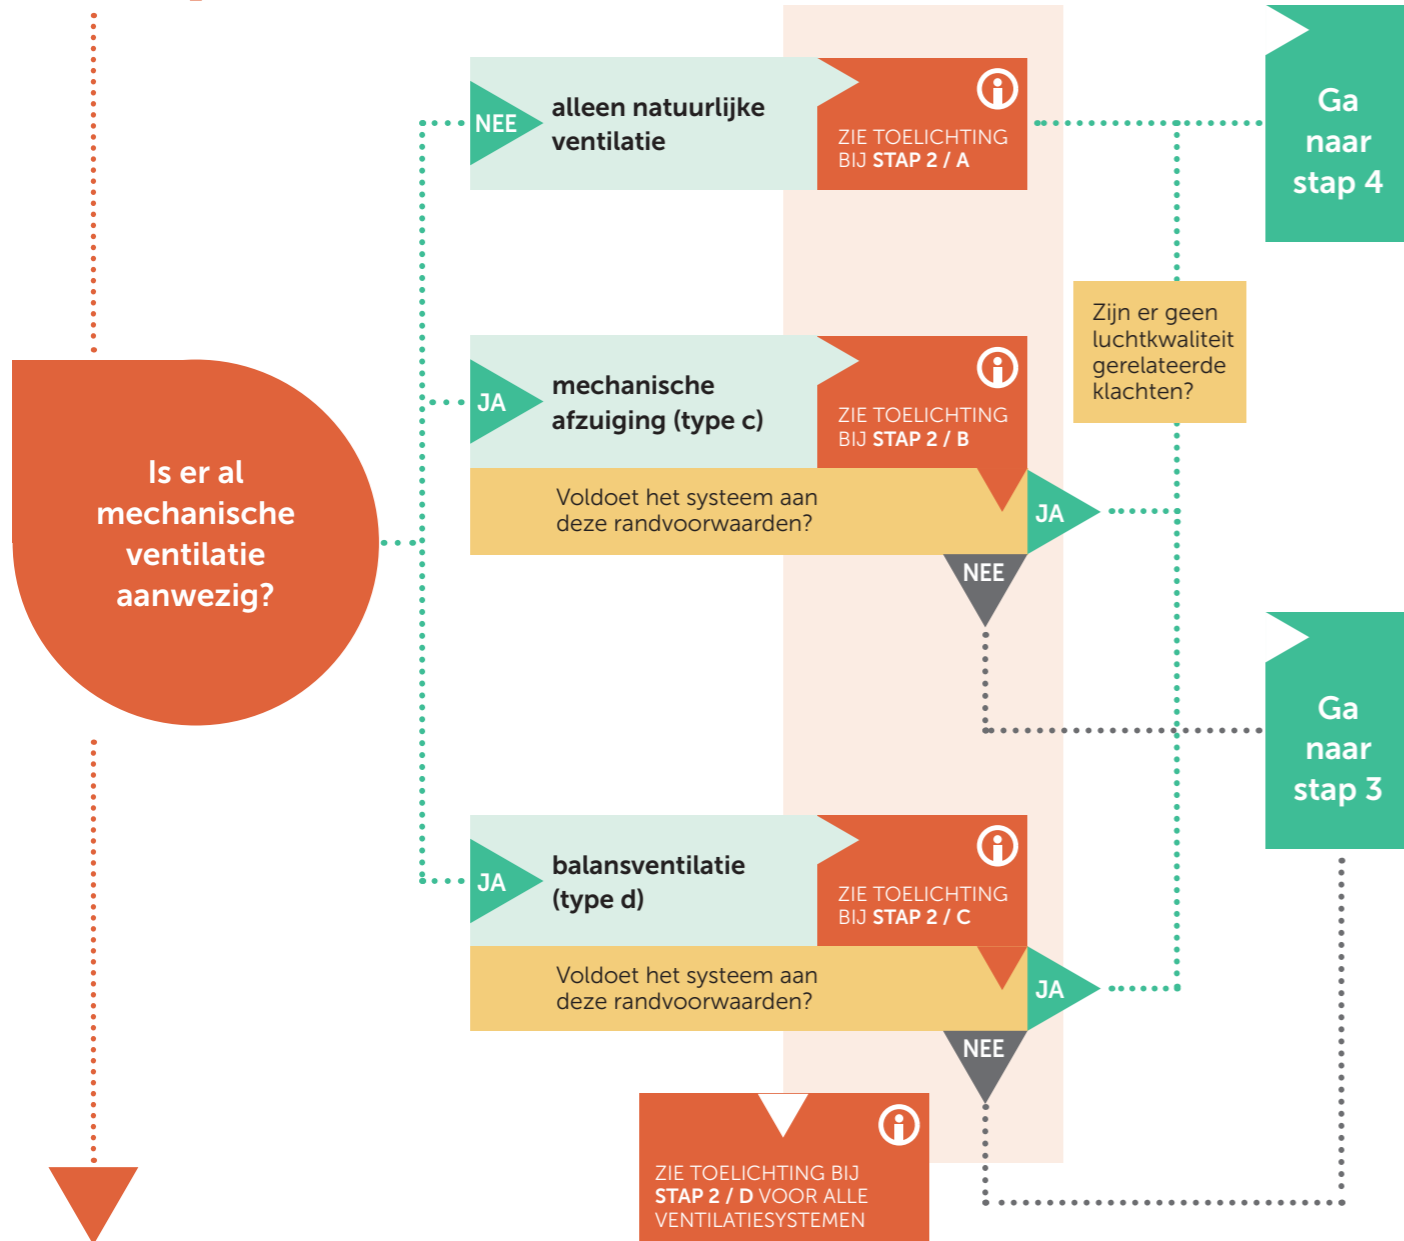 Is er al
mechanische
ventilatie
aanwezig?
NEE
alleen natuurlijke
ventilatie
ZIE TOELICHTING
BIJ STAP 2 / A
Ga
naar
stap 4
Zijn er geen
luchtkwaliteit
gerelateerde
klachten?
JA
mechanische
afzuiging (type c)
ZIE TOELICHTING
BIJ STAP 2 / B
Voldoet het systeem aan
deze randvoorwaarden?
JA
NEE
Ga
naar
stap 3
JA
balansventilatie
(type d)
ZIE TOELICHTING
BIJ STAP 2 / C
Voldoet het systeem aan
deze randvoorwaarden?
JA
NEE
ZIE TOELICHTING BIJ
STAP 2 / D VOOR ALLE
VENTILATIESYSTEMEN